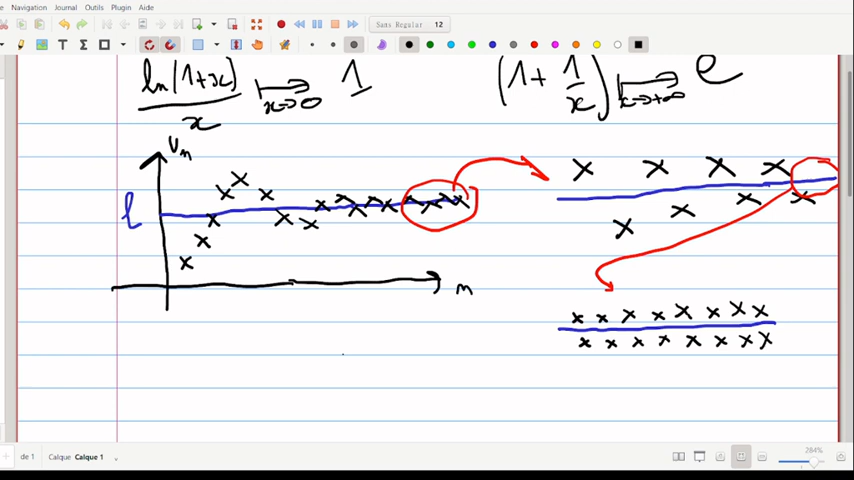 Navigation Journal Outils Plugin Aide
Sans Regular 12
ln(1+x)/x ⟼ 1 x→0
(1+1/x) ⟼ e x→+∞
Un
l
n
de 1 Calque Calque 1
284%